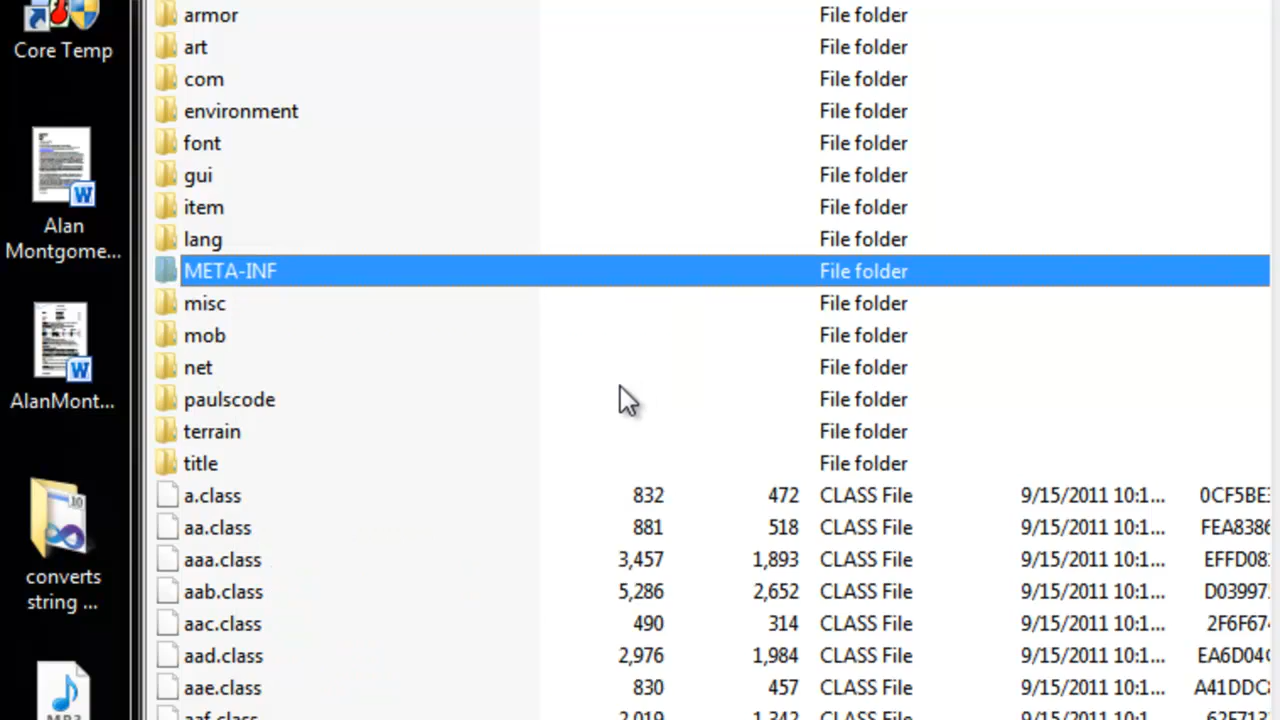 Core Temp
Alan
Montgome...
AlanMont...
converts
string ...
armor File folder
art File folder
com File folder
environment File folder
font File folder
gui File folder
item File folder
lang File folder
META-INF File folder
misc File folder
mob File folder
net File folder
paulscode File folder
terrain File folder
title File folder
a.class 832 472 CLASS File 9/15/2011 10:1... 0CF5BE
aa.class 881 518 CLASS File 9/15/2011 10:1... FEA8386
aaa.class 3,457 1,893 CLASS File 9/15/2011 10:1... EFFD08
aab.class 5,286 2,652 CLASS File 9/15/2011 10:1... D03997
aac.class 490 314 CLASS File 9/15/2011 10:1... 2F6F67
aad.class 2,976 1,984 CLASS File 9/15/2011 10:1... EA6D04
aae.class 830 457 CLASS File 9/15/2011 10:1... A41DDC
aaf.class 2,019 1,342 CLASS File 9/15/2011 10:1...